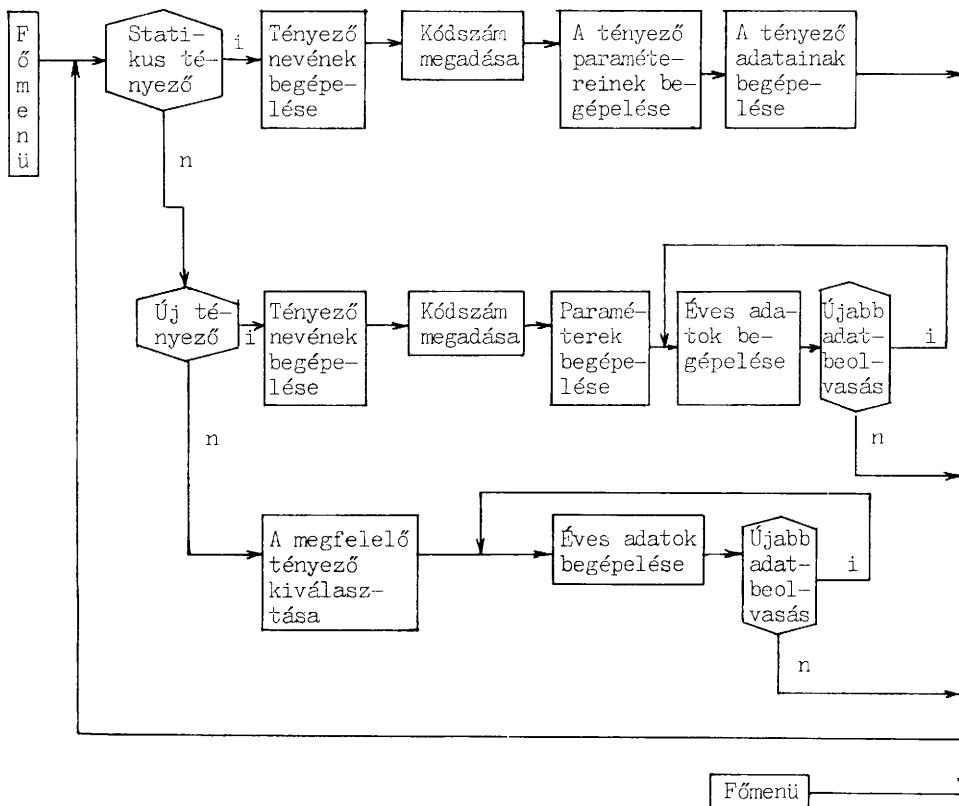 Főmenü
Stati-
kus té-
nyező
i
n
Tényező
nevének
begépe-
lése
Kódszám
megadása
A tényező
paraméte-
reinek be-
gépelése
A tényező
adatainak
begépe-
lése
Új té-
nyező
i
n
Tényező
nevének
begépe-
lése
Kódszám
megadása
Paramé-
terek
begépe-
lése
Éves ada-
tok be-
gépelése
Újabb
adat-
beol-
vasás
i
n
A megfelelő
tényező
kiválasz-
tása
Éves adatok
begépelése
Újabb
adat-
beol-
vasás
i
n
Főmenü